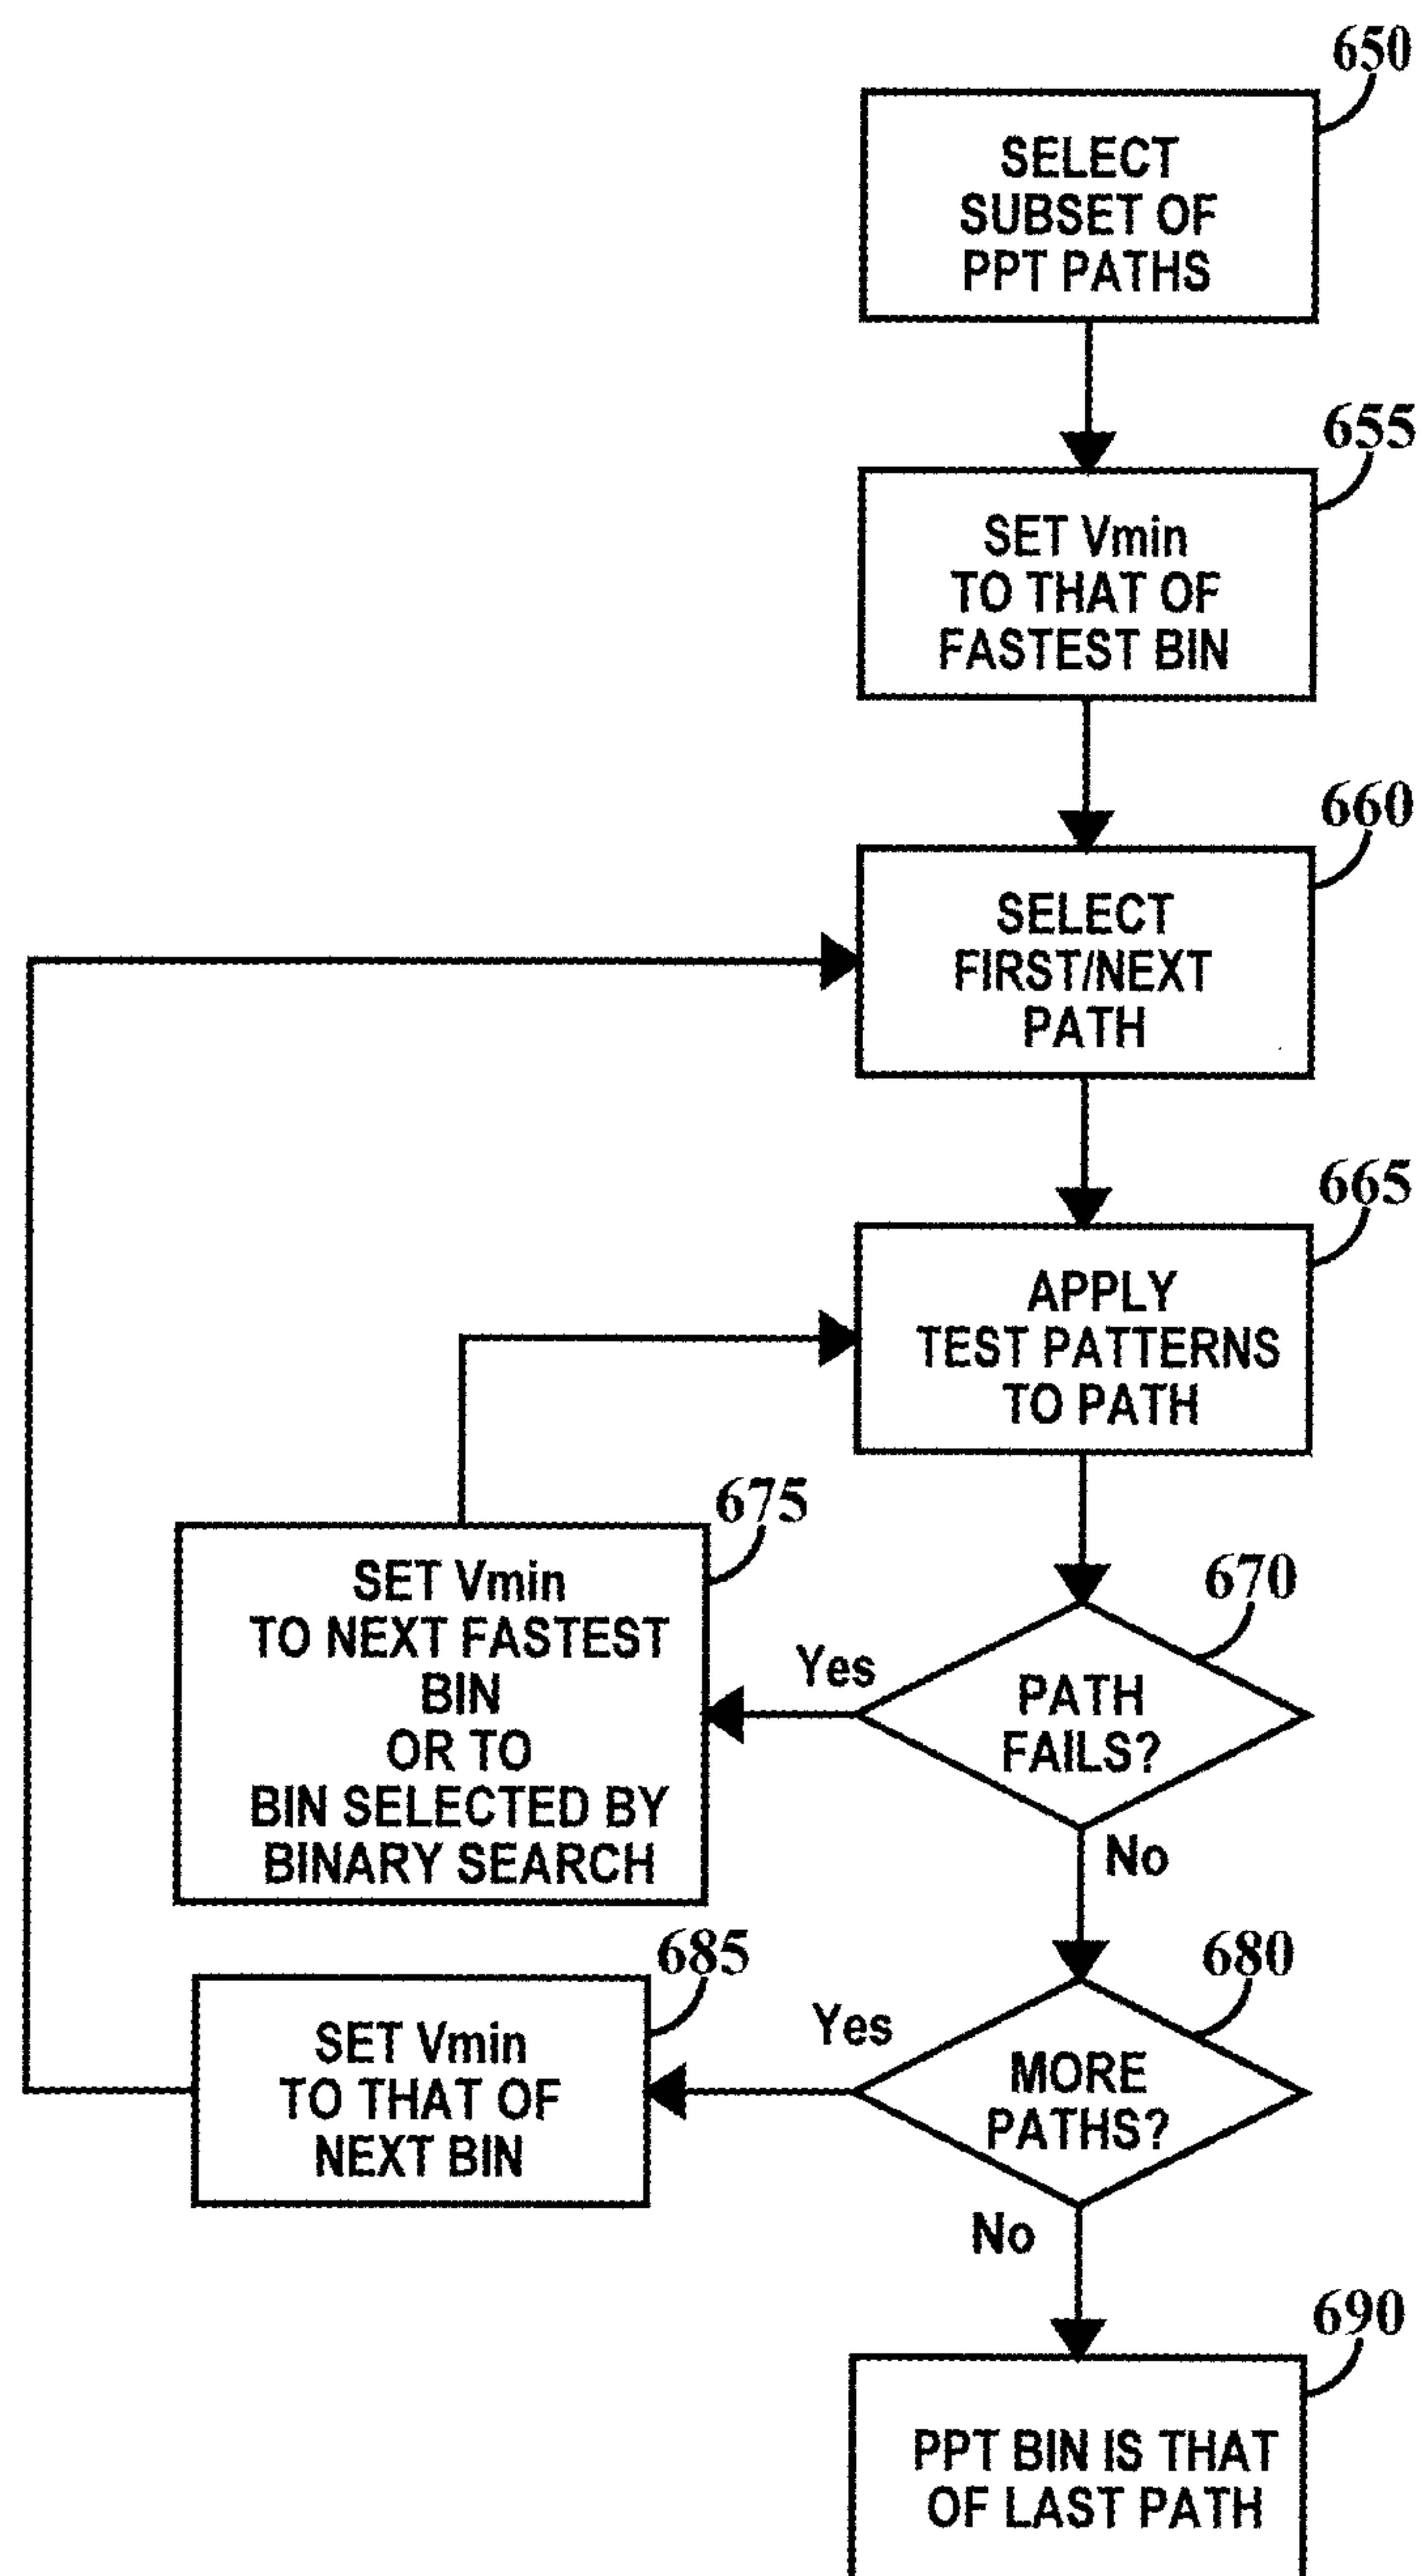 650
SELECT
SUBSET OF
PPT PATHS
655
SET Vmin
TO THAT OF
FASTEST BIN
660
SELECT
FIRST/NEXT
PATH
665
APPLY
TEST PATTERNS
TO PATH
675
SET Vmin
TO NEXT FASTEST
BIN
OR TO
BIN SELECTED BY
BINARY SEARCH
670
Yes
PATH
FAILS?
No
685
SET Vmin
TO THAT OF
NEXT BIN
680
Yes
MORE
PATHS?
No
690
PPT BIN IS THAT
OF LAST PATH